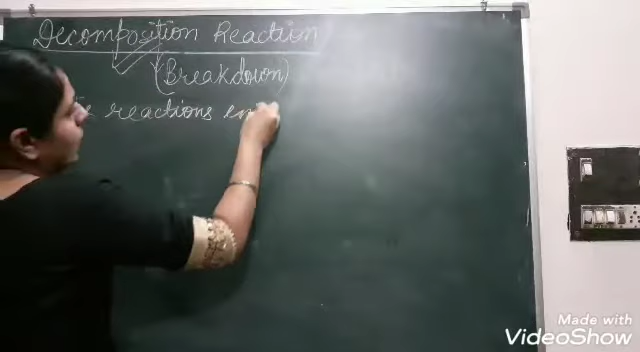 Decomposition Reaction
(Breakdown)
reactions
Made with
VideoShow